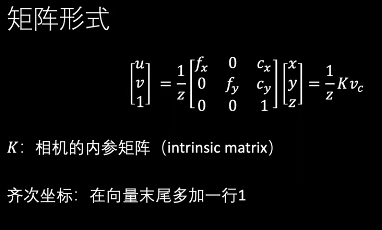 矩阵形式
[u v 1] = 1/z [f_x 0 c_x; 0 f_y c_y; 0 0 1] [x y z] = 1/z K v_c
K：相机的内参矩阵（intrinsic matrix）
齐次坐标：在向量末尾多加一行1